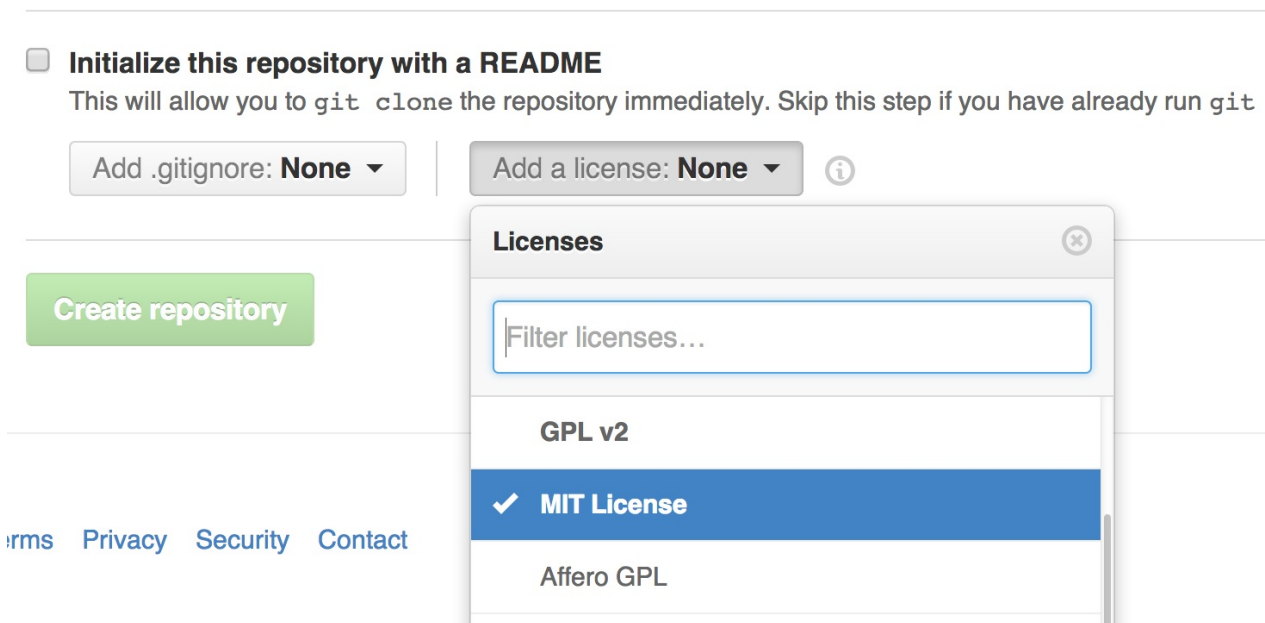 Initialize this repository with a README
This will allow you to git clone the repository immediately. Skip this step if you have already run git
Add .gitignore: None
Add a license: None
Licenses
Create repository
Filter licenses…
GPL v2
MIT License
erms Privacy Security Contact
Affero GPL